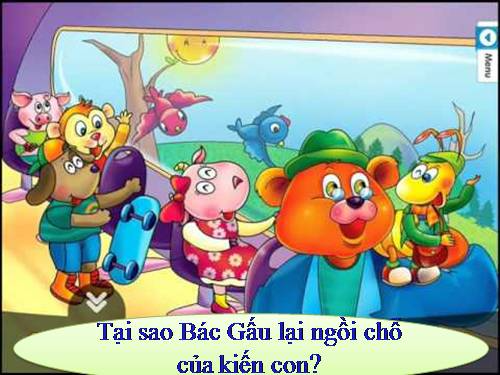 Menu
Tại sao Bác Gấu lại ngồi chỗ
của kiến con?